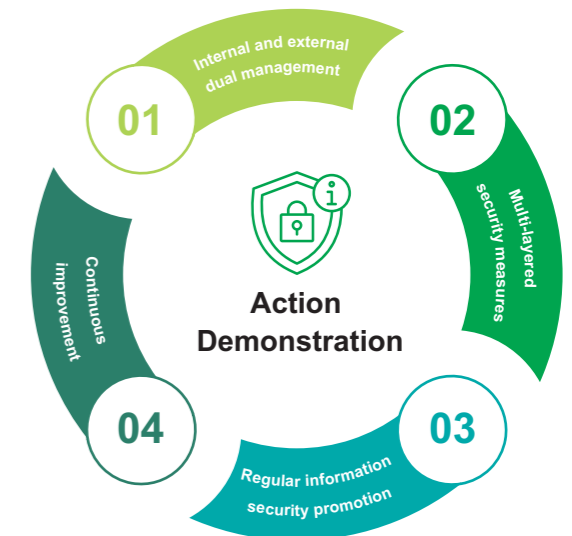 01
Internal and external
dual management
02
Multi-layered
security measures
i
Action
Demonstration
Continuous
improvement
04
03
Regular information
security promotion